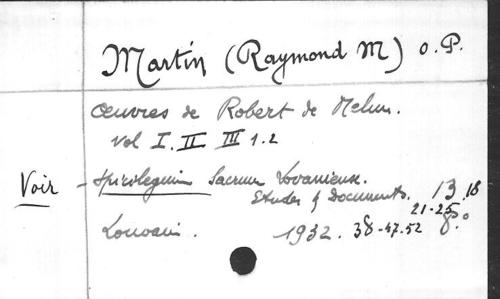 Martin (Raymond M) O.P.
Œuvres de Robert de Melun.
Vol I. II III 1.2
Voir - Spicilegium Sacrum Lovaniense.
Etudes & Documents. 13.18
21-25
Louvain. 1932. 38-47.52 8°.